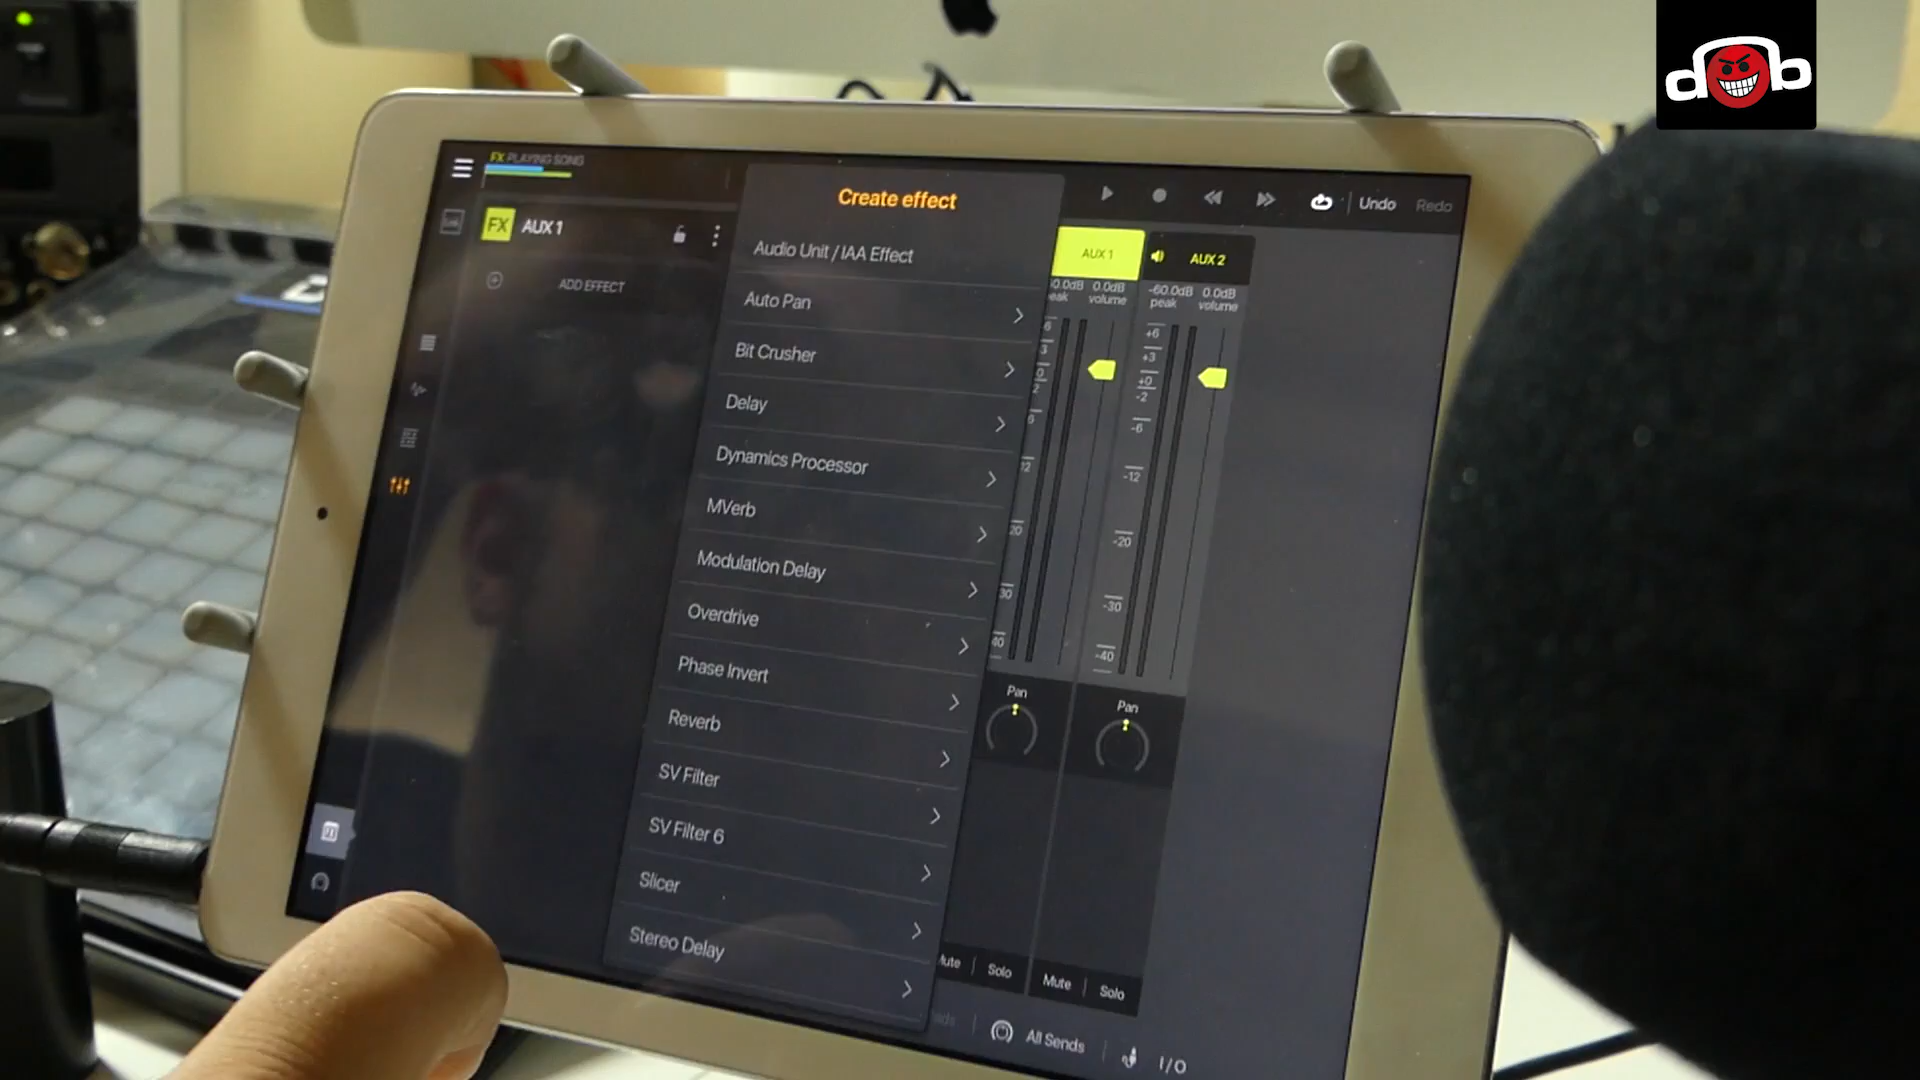 dOb
FX PLAYING SONG
FX AUX 1
ADD EFFECT
Create effect
Audio Unit / IAA Effect
Auto Pan
Bit Crusher
Delay
Dynamics Processor
MVerb
Modulation Delay
Overdrive
Phase Invert
Reverb
SV Filter
SV Filter 6
Slicer
Stereo Delay
Undo Redo
AUX 1 AUX 2
0.0dB -60.0dB 0.0dB
volume peak volume
+6
+3
+0
-2
-6
-12
-20
-30
-40
Pan Pan
Solo Mute Solo
All Sends I/O